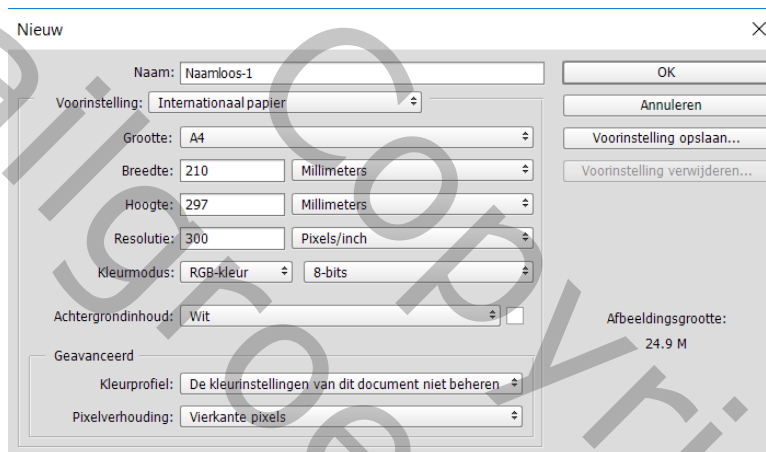 Nieuw
Naam: Naamloos-1
OK
Voorinstelling: Internationaal papier
Annuleren
Grootte: A4
Voorinstelling opslaan...
Breedte: 210 Millimeters
Voorinstelling verwijderen...
Hoogte: 297 Millimeters
Resolutie: 300 Pixels/inch
Kleurmodus: RGB-kleur 8-bits
Achtergrondinhoud: Wit
Afbeeldingsgrootte:
24.9 M
Geavanceerd
Kleurprofiel: De kleurinstellingen van dit document niet beheren
Pixelverhouding: Vierkante pixels